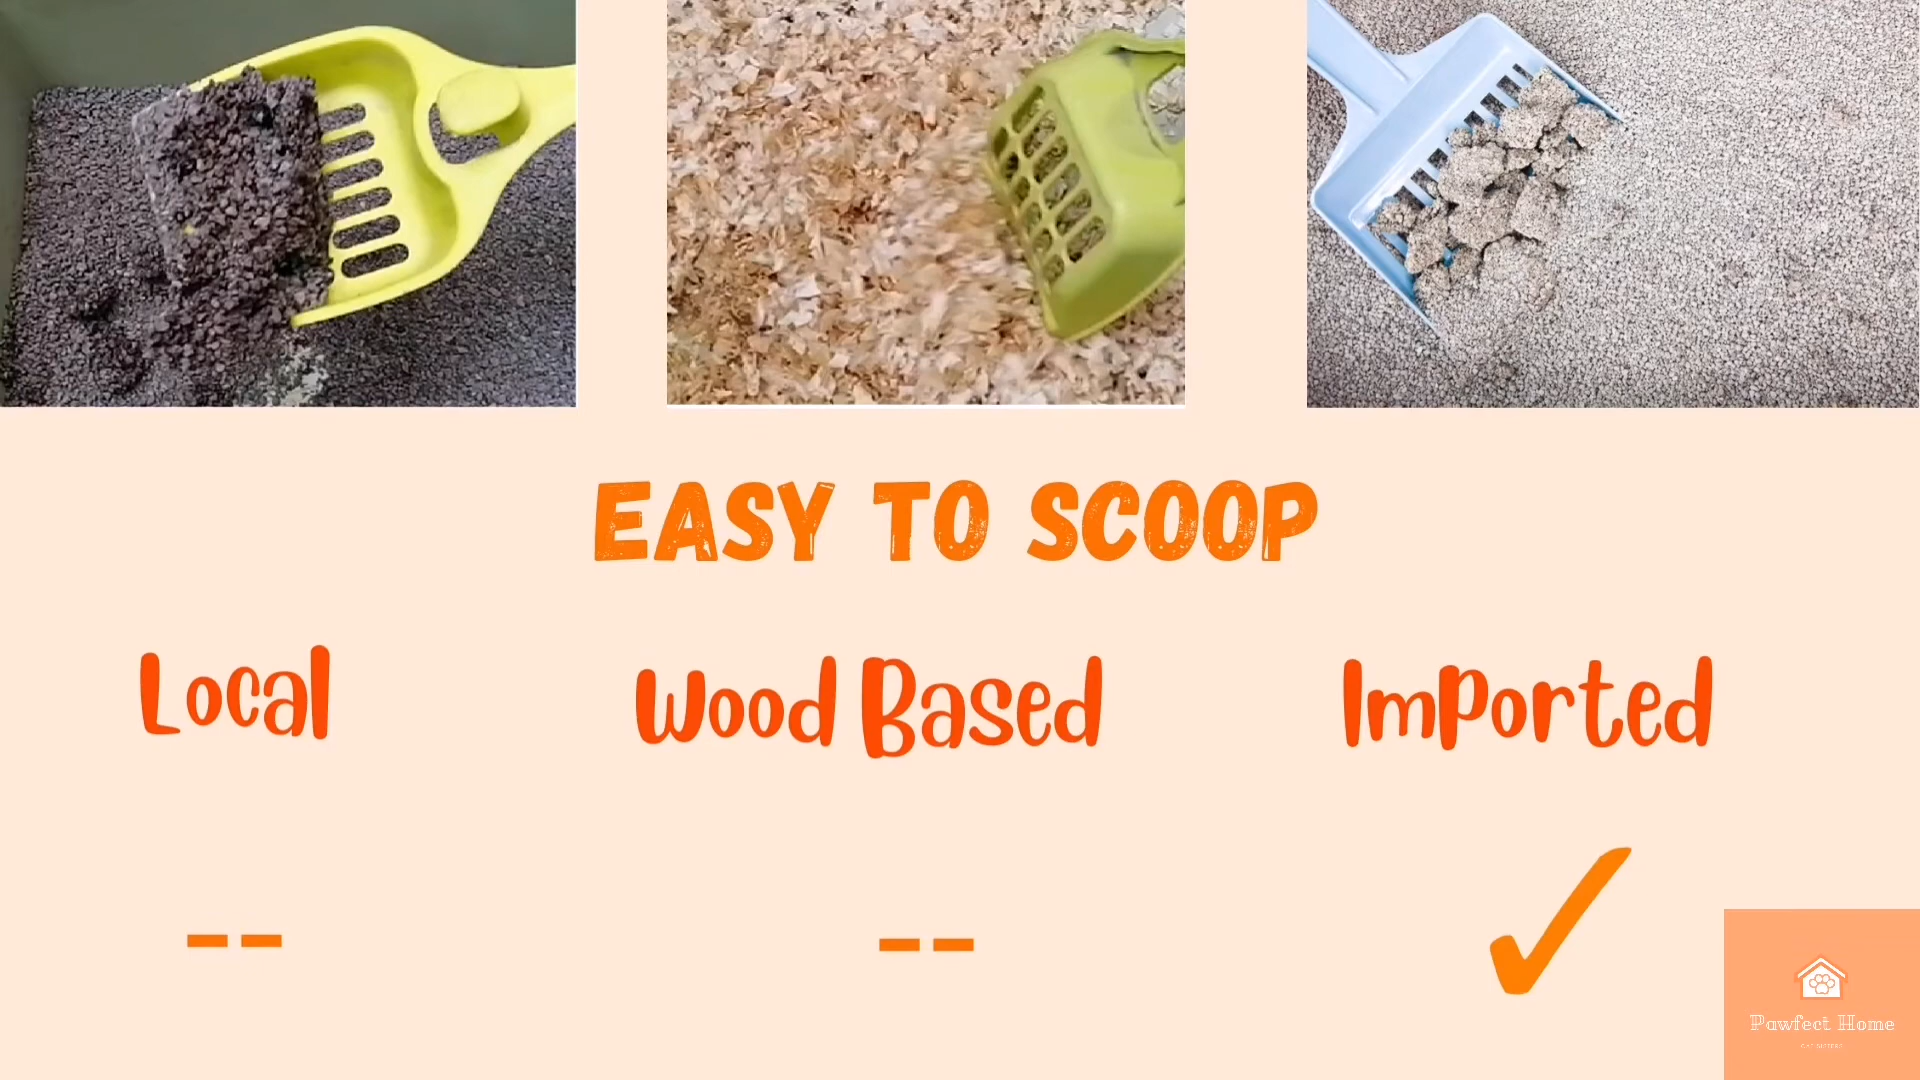 EASY TO SCOOP
Local
Wood Based
Imported
--
--
Pawfect Home